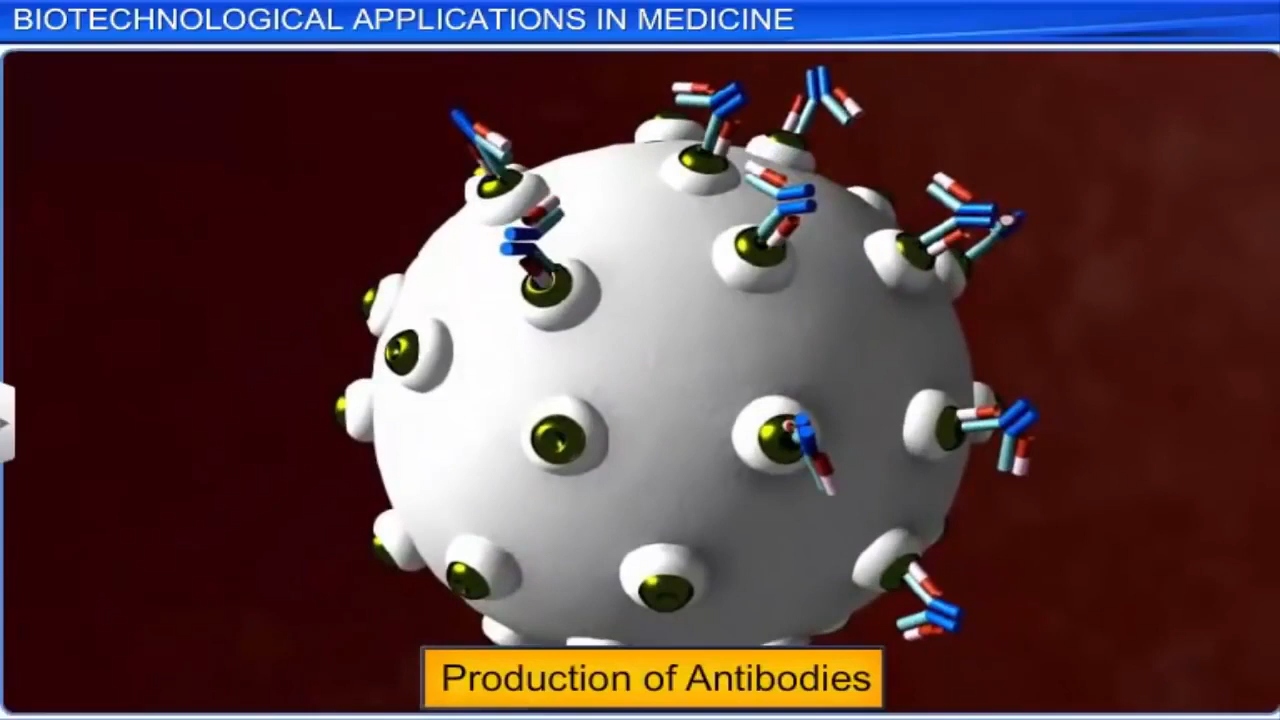 BIOTECHNOLOGICAL APPLICATIONS IN MEDICINE
Production of Antibodies